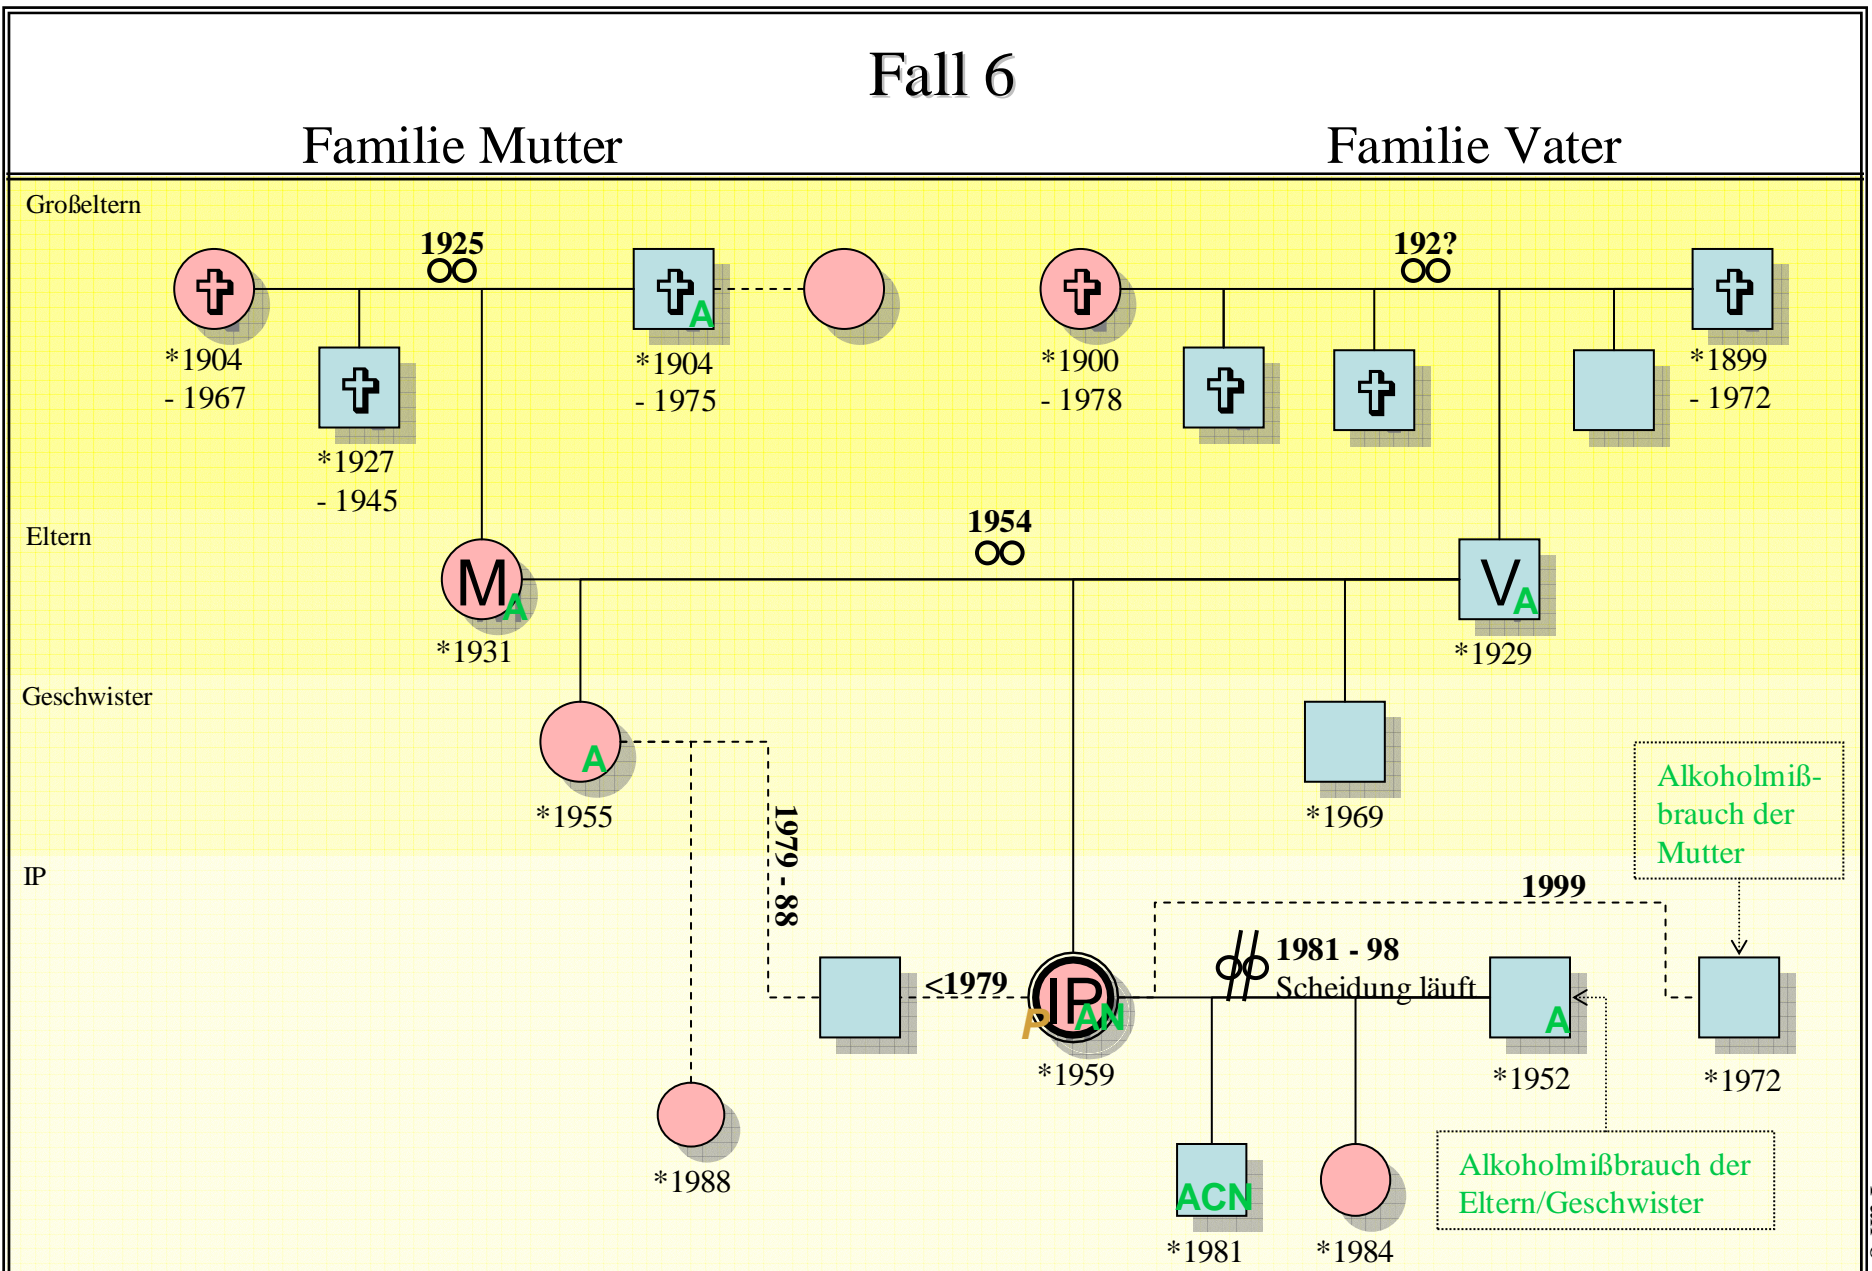 Fall 6
Familie Mutter
Familie Vater
Großeltern
1925
192?
A
*1904
- 1967
*1904
- 1975
*1900
- 1978
*1899
- 1972
*1927
- 1945
Eltern
1954
M
A
*1931
V
A
*1929
Geschwister
A
*1955
*1969
Alkoholmiß-
brauch der
Mutter
1979 - 88
IP
1999
<1979
IP
P
AN
*1959
1981 - 98
Scheidung läuft
A
*1952
*1972
*1988
ACN
*1981
*1984
Alkoholmißbrauch der
Eltern/Geschwister